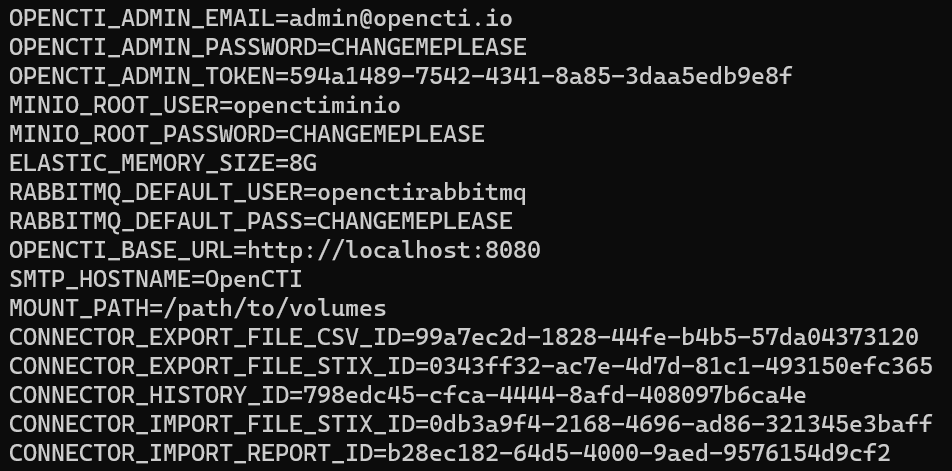 OPENCTI_ADMIN_EMAIL=admin@opencti.io
OPENCTI_ADMIN_PASSWORD=CHANGEMEPLEASE
OPENCTI_ADMIN_TOKEN=594a1489-7542-4341-8a85-3daa5edb9e8f
MINIO_ROOT_USER=openctiminio
MINIO_ROOT_PASSWORD=CHANGEMEPLEASE
ELASTIC_MEMORY_SIZE=8G
RABBITMQ_DEFAULT_USER=openctirabbitmq
RABBITMQ_DEFAULT_PASS=CHANGEMEPLEASE
OPENCTI_BASE_URL=http://localhost:8080
SMTP_HOSTNAME=OpenCTI
MOUNT_PATH=/path/to/volumes
CONNECTOR_EXPORT_FILE_CSV_ID=99a7ec2d-1828-44fe-b4b5-57da04373120
CONNECTOR_EXPORT_FILE_STIX_ID=0343ff32-ac7e-4d7d-81c1-493150efc365
CONNECTOR_HISTORY_ID=798edc45-cfca-4444-8afd-408097b6ca4e
CONNECTOR_IMPORT_FILE_STIX_ID=0db3a9f4-2168-4696-ad86-321345e3baff
CONNECTOR_IMPORT_REPORT_ID=b28ec182-64d5-4000-9aed-9576154d9cf2